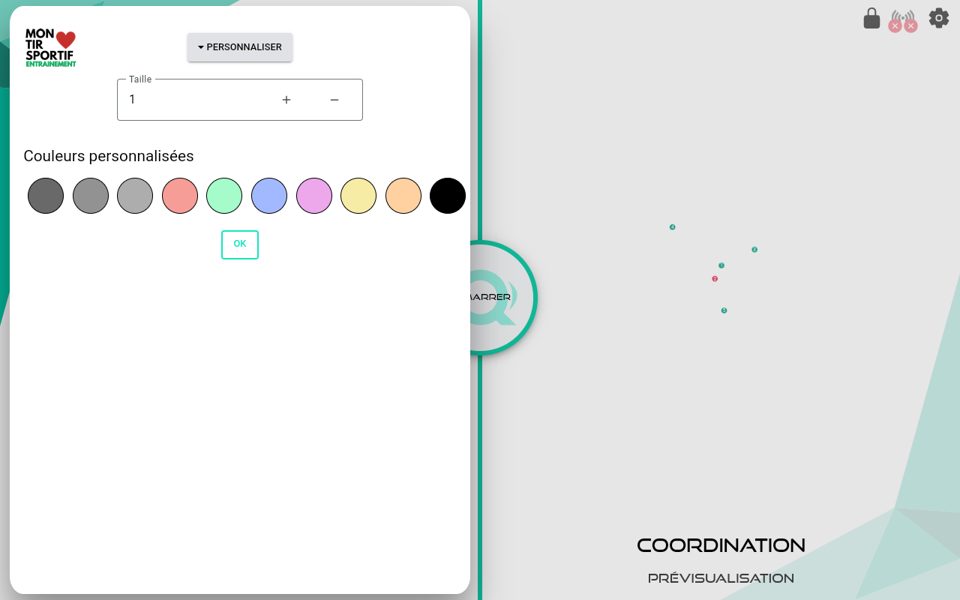 MON
TIR
SPORTIF
ENTRAINEMENT
PERSONNALISER
Taille
1
Couleurs personnalisées
OK
MARRER
COORDINATION
PRÉVISUALISATION